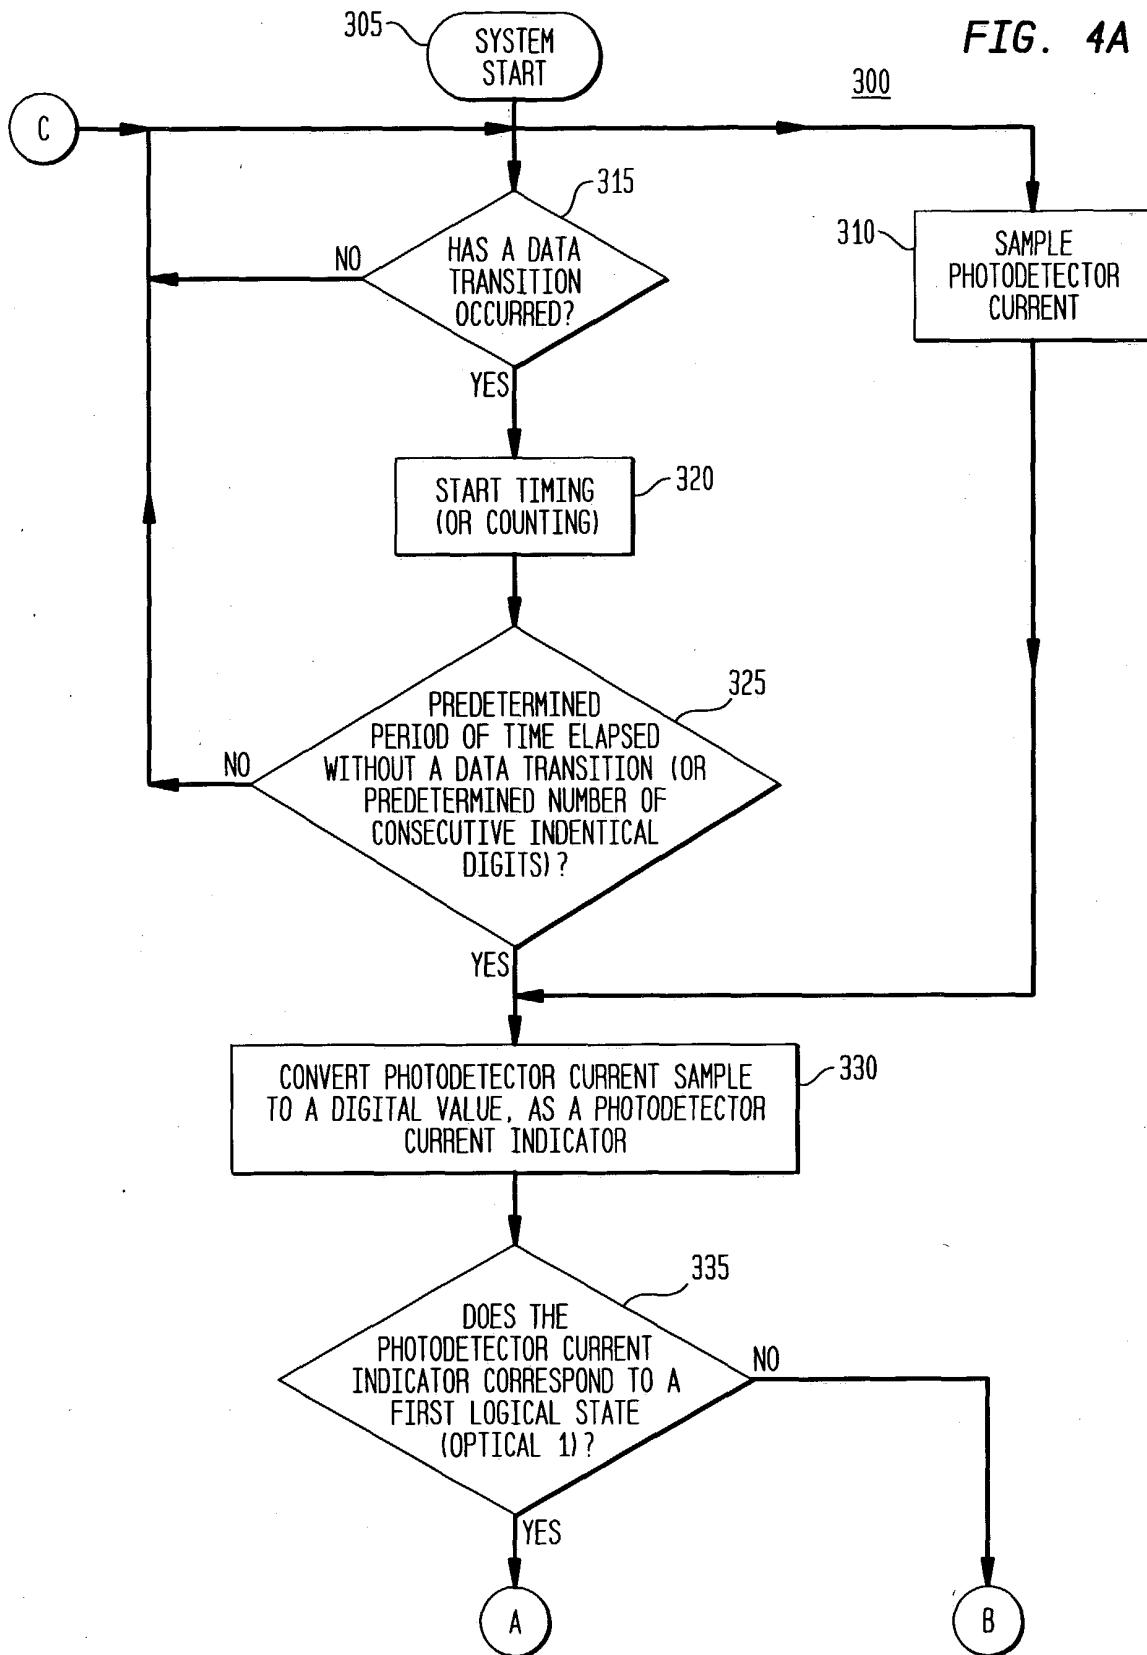 FIG. 4A
305
SYSTEM
START
300
C
315
HAS A DATA
TRANSITION
OCCURRED?
NO
YES
310
SAMPLE
PHOTODETECTOR
CURRENT
START TIMING
(OR COUNTING)
320
325
PREDETERMINED
PERIOD OF TIME ELAPSED
WITHOUT A DATA TRANSITION (OR
PREDETERMINED NUMBER OF
CONSECUTIVE INDENTICAL
DIGITS)?
NO
YES
CONVERT PHOTODETECTOR CURRENT SAMPLE
TO A DIGITAL VALUE, AS A PHOTODETECTOR
CURRENT INDICATOR
330
335
DOES THE
PHOTODETECTOR CURRENT
INDICATOR CORRESPOND TO A
FIRST LOGICAL STATE
(OPTICAL 1)?
NO
YES
A
B